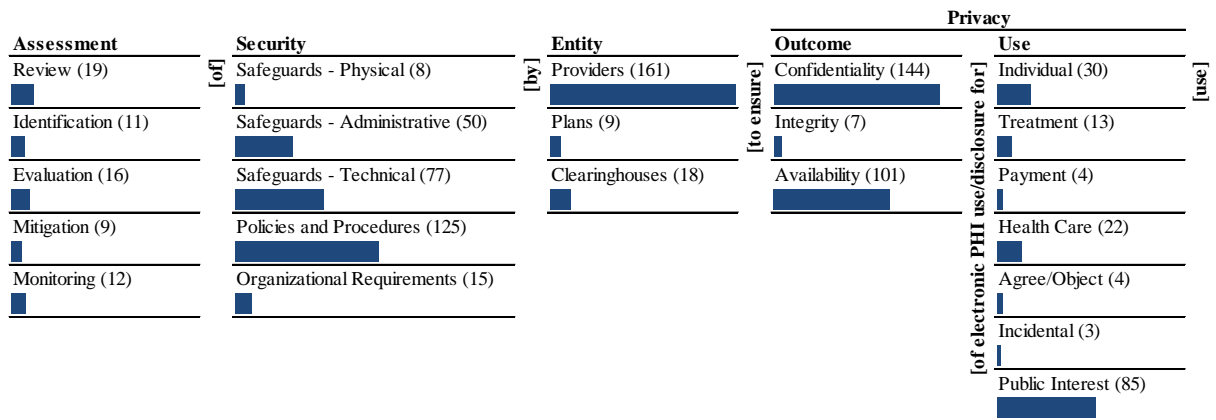 Privacy
Assessment
Review (19)
Identification (11)
Evaluation (16)
Mitigation (9)
Monitoring (12)
[of]
Security
Safeguards - Physical (8)
Safeguards - Administrative (50)
Safeguards - Technical (77)
Policies and Procedures (125)
Organizational Requirements (15)
[by]
Entity
Providers (161)
Plans (9)
Clearinghouses (18)
[to ensure]
Outcome
Confidentiality (144)
Integrity (7)
Availability (101)
[of electronic PHI use/disclosure for]
Use
Individual (30)
Treatment (13)
Payment (4)
Health Care (22)
Agree/Object (4)
Incidental (3)
Public Interest (85)
[use]